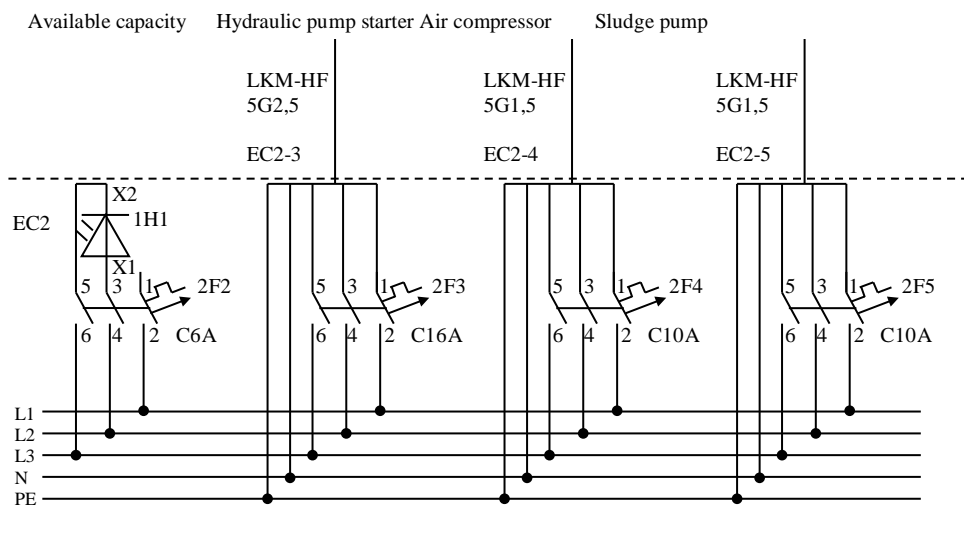 Available capacity
Hydraulic pump starter
Air compressor
Sludge pump
LKM-HF
5G2,5
EC2-3
LKM-HF
5G1,5
EC2-4
LKM-HF
5G1,5
EC2-5
EC2
X2
1H1
X1
5 3 1 2F2
6 4 2 C6A
5 3 1 2F3
6 4 2 C16A
5 3 1 2F4
6 4 2 C10A
5 3 1 2F5
6 4 2 C10A
L1
L2
L3
N
PE